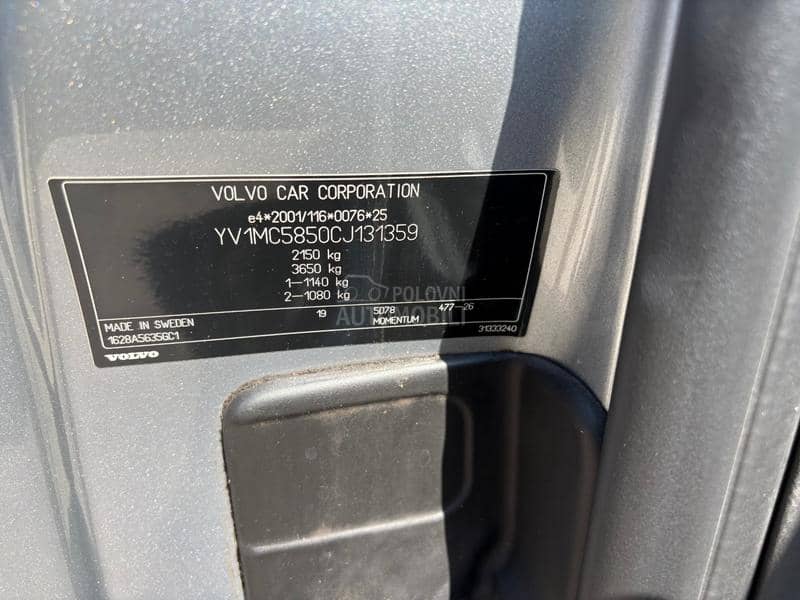 VOLVO CAR CORPORATION
e4*2001/116*0076*25
YV1MC5850CJ131359
2150 kg
3650 kg
1-1140 kg
2-1080 kg
POLOVNI
AUTOMOBILI
19 5D78 477-26
MADE IN SWEDEN MOMENTUM
1628A5635GC1 31333240
VOLVO